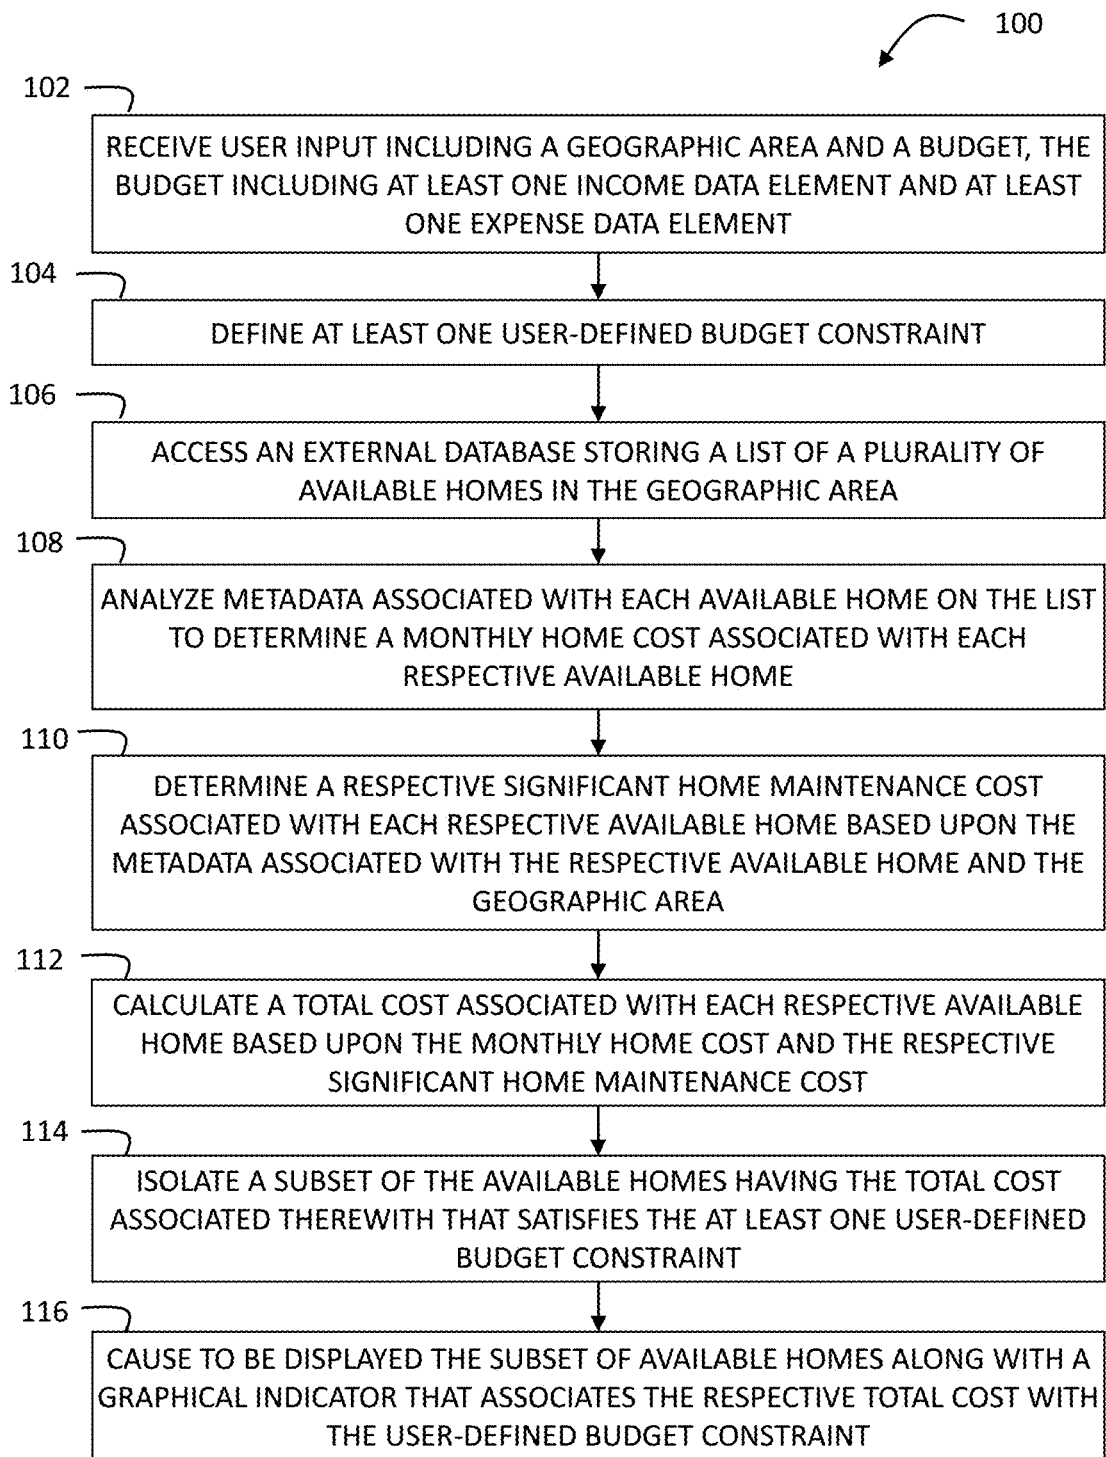 100
102
RECEIVE USER INPUT INCLUDING A GEOGRAPHIC AREA AND A BUDGET, THE
BUDGET INCLUDING AT LEAST ONE INCOME DATA ELEMENT AND AT LEAST
ONE EXPENSE DATA ELEMENT
104
DEFINE AT LEAST ONE USER-DEFINED BUDGET CONSTRAINT
106
ACCESS AN EXTERNAL DATABASE STORING A LIST OF A PLURALITY OF
AVAILABLE HOMES IN THE GEOGRAPHIC AREA
108
ANALYZE METADATA ASSOCIATED WITH EACH AVAILABLE HOME ON THE LIST
TO DETERMINE A MONTHLY HOME COST ASSOCIATED WITH EACH
RESPECTIVE AVAILABLE HOME
110
DETERMINE A RESPECTIVE SIGNIFICANT HOME MAINTENANCE COST
ASSOCIATED WITH EACH RESPECTIVE AVAILABLE HOME BASED UPON THE
METADATA ASSOCIATED WITH THE RESPECTIVE AVAILABLE HOME AND THE
GEOGRAPHIC AREA
112
CALCULATE A TOTAL COST ASSOCIATED WITH EACH RESPECTIVE AVAILABLE
HOME BASED UPON THE MONTHLY HOME COST AND THE RESPECTIVE
SIGNIFICANT HOME MAINTENANCE COST
114
ISOLATE A SUBSET OF THE AVAILABLE HOMES HAVING THE TOTAL COST
ASSOCIATED THEREWITH THAT SATISFIES THE AT LEAST ONE USER-DEFINED
BUDGET CONSTRAINT
116
CAUSE TO BE DISPLAYED THE SUBSET OF AVAILABLE HOMES ALONG WITH A
GRAPHICAL INDICATOR THAT ASSOCIATES THE RESPECTIVE TOTAL COST WITH
THE USER-DEFINED BUDGET CONSTRAINT